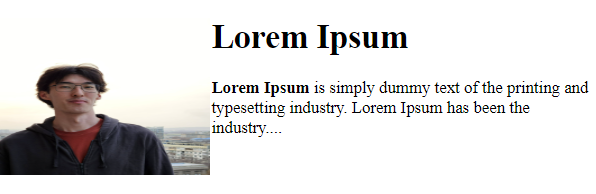 Lorem Ipsum
Lorem Ipsum is simply dummy text of the printing and
typesetting industry. Lorem Ipsum has been the
industry....